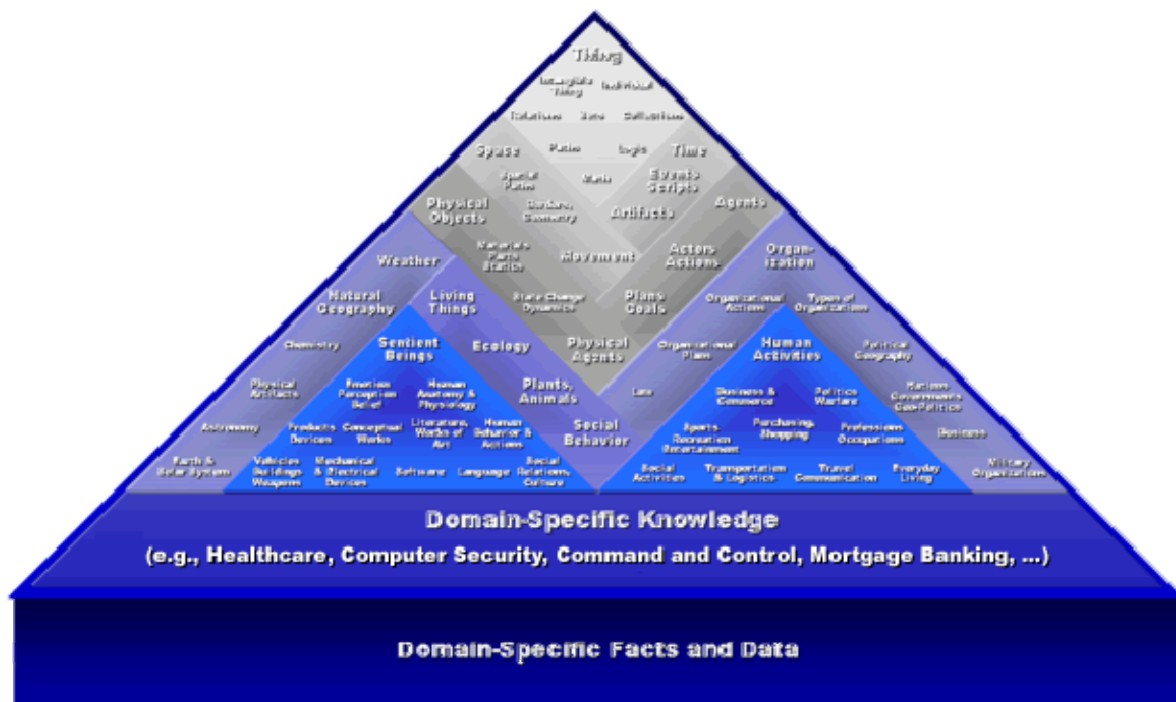 Thing
Intangible
Thing
Individual
Relations
Sets
Collections
Space
Paths
Logic
Time
Spatial
Paths
Math
Events
Scripts
Physical
Objects
Borders,
Geometry
Artifacts
Agents
Materials
Parts
Statics
Movement
Actors
Actions
Organ-
ization
Weather
Natural
Geography
Living
Things
State Change
Dynamics
Plans
Goals
Organizational
Actions
Types of
Organizations
Chemistry
Sentient
Beings
Ecology
Physical
Agents
Organizational
Plans
Human
Activities
Political
Geography
Physical
Artifacts
Emotion
Perception
Belief
Human
Anatomy &
Physiology
Plants,
Animals
Law
Business &
Commerce
Politics
Warfare
Nations
Governments
Geo-Politics
Astronomy
Products
Devices
Conceptual
Works
Literature,
Works of
Art
Human
Behavior &
Actions
Social
Behavior
Sports
Recreation
Entertainment
Purchasing,
Shopping
Professions
Occupations
Business
Earth &
Solar System
Vehicles
Buildings
Weapons
Mechanical
& Electrical
Devices
Software
Language
Social
Relations,
Culture
Social
Activities
Transportation
& Logistics
Travel
Communication
Everyday
Living
Military
Organizations
Domain-Specific Knowledge
(e.g., Healthcare, Computer Security, Command and Control, Mortgage Banking, ...)
Domain-Specific Facts and Data